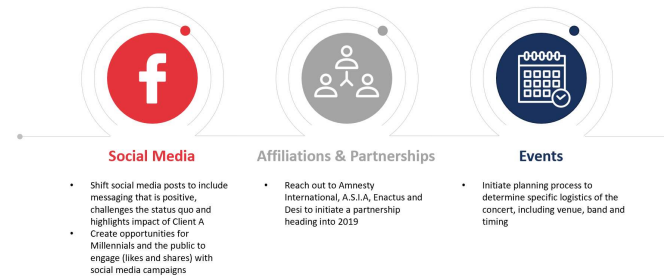 Social Media
• Shift social media posts to include
messaging that is positive,
challenges the status quo and
highlights impact of Client A
• Create opportunities for
Millennials and the public to
engage (likes and shares) with
social media campaigns
Affiliations & Partnerships
• Reach out to Amnesty
International, A.S.I.A, Enactus and
Desi to initiate a partnership
heading into 2019
Events
• Initiate planning process to
determine specific logistics of the
concert, including venue, band and
timing